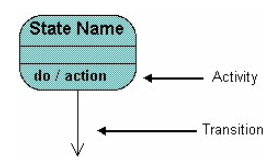 State Name
do / action
Activity
Transition